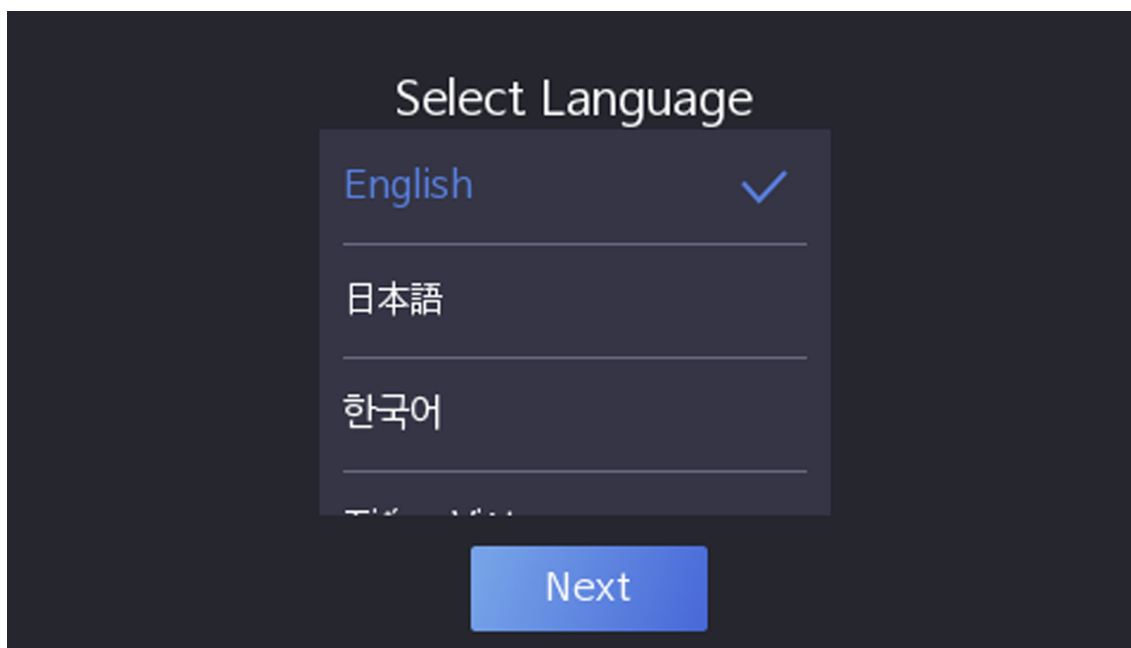 Select Language
English
日本語
한국어
Next